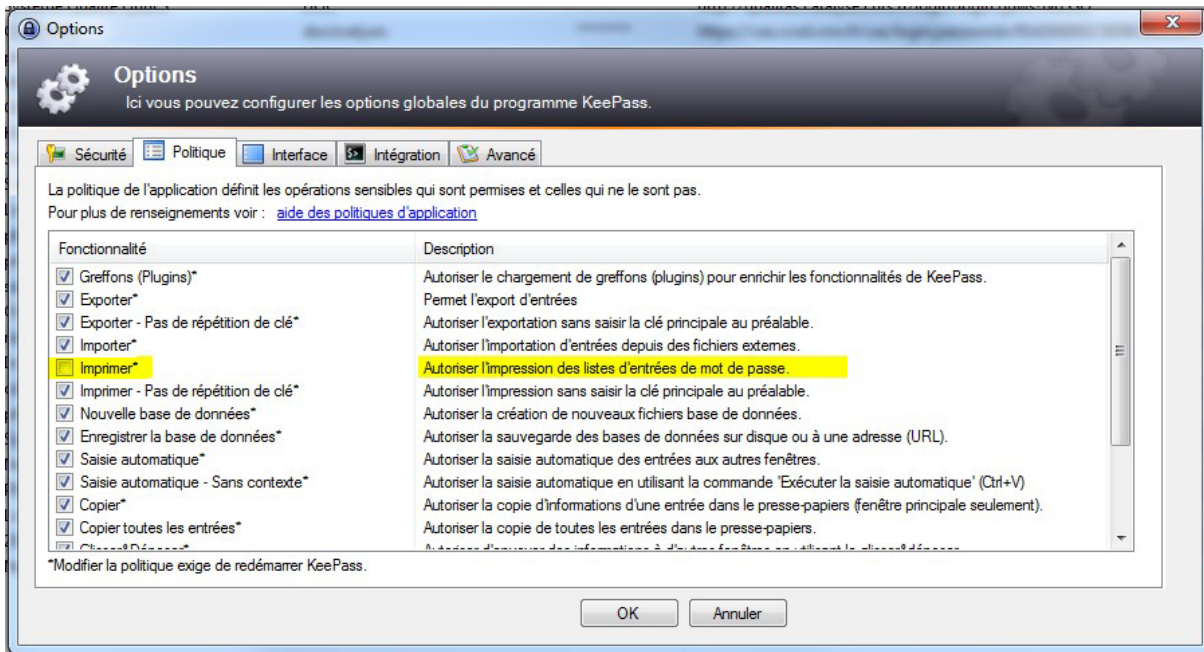 Options
Options
Ici vous pouvez configurer les options globales du programme KeePass.
Sécurité Politique Interface Intégration Avancé
La politique de l'application définit les opérations sensibles qui sont permises et celles qui ne le sont pas.
Pour plus de renseignements voir : aide des politiques d'application
Fonctionnalité Description
Greffons (Plugins)* Autoriser le chargement de greffons (plugins) pour enrichir les fonctionnalités de KeePass.
Exporter* Permet l'export d'entrées
Exporter - Pas de répétition de clé* Autoriser l'exportation sans saisir la clé principale au préalable.
Importer* Autoriser l'importation d'entrées depuis des fichiers externes.
Imprimer* Autoriser l'impression des listes d'entrées de mot de passe.
Imprimer - Pas de répétition de clé* Autoriser l'impression sans saisir la clé principale au préalable.
Nouvelle base de données* Autoriser la création de nouveaux fichiers base de données.
Enregistrer la base de données* Autoriser la sauvegarde des bases de données sur disque ou à une adresse (URL).
Saisie automatique* Autoriser la saisie automatique des entrées aux autres fenêtres.
Saisie automatique - Sans contexte* Autoriser la saisie automatique en utilisant la commande 'Exécuter la saisie automatique' (Ctrl+V)
Copier* Autoriser la copie d'informations d'une entrée dans le presse-papiers (fenêtre principale seulement).
Copier toutes les entrées* Autoriser la copie de toutes les entrées dans le presse-papiers.
*Modifier la politique exige de redémarrer KeePass.
OK Annuler